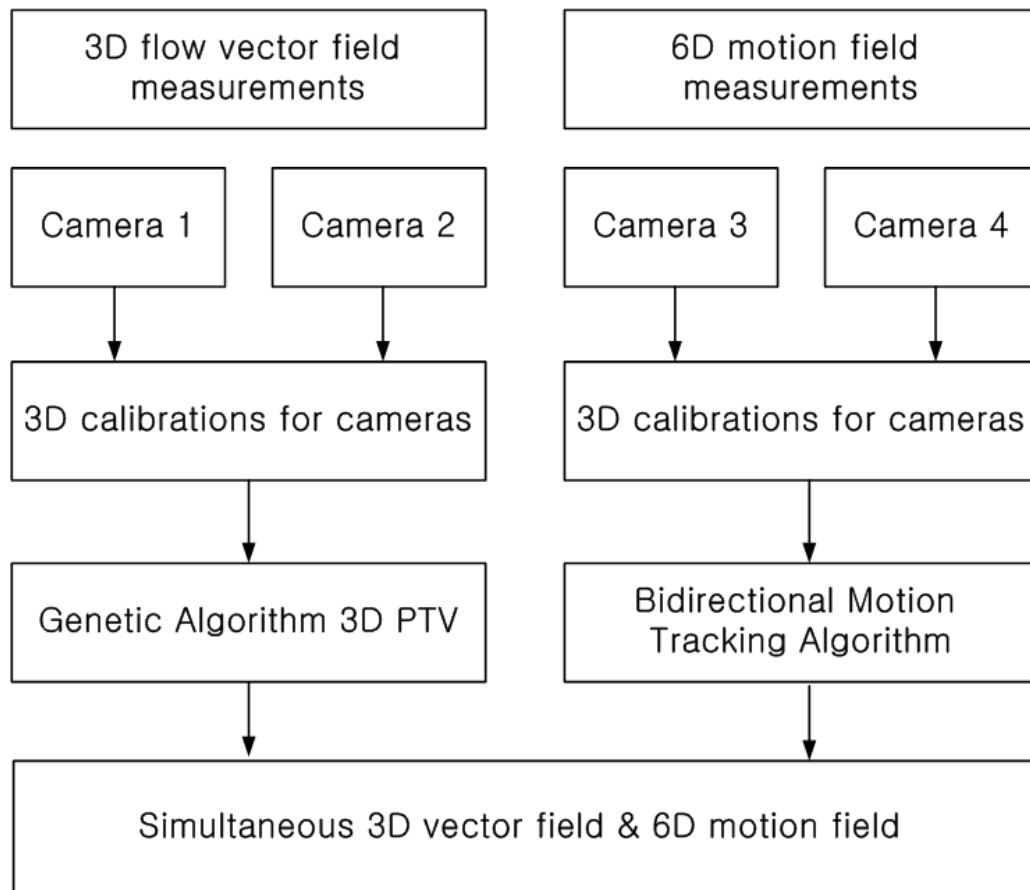 3D flow vector field
measurements
6D motion field
measurements
Camera 1
Camera 2
Camera 3
Camera 4
3D calibrations for cameras
3D calibrations for cameras
Genetic Algorithm 3D PTV
Bidirectional Motion
Tracking Algorithm
Simultaneous 3D vector field & 6D motion field